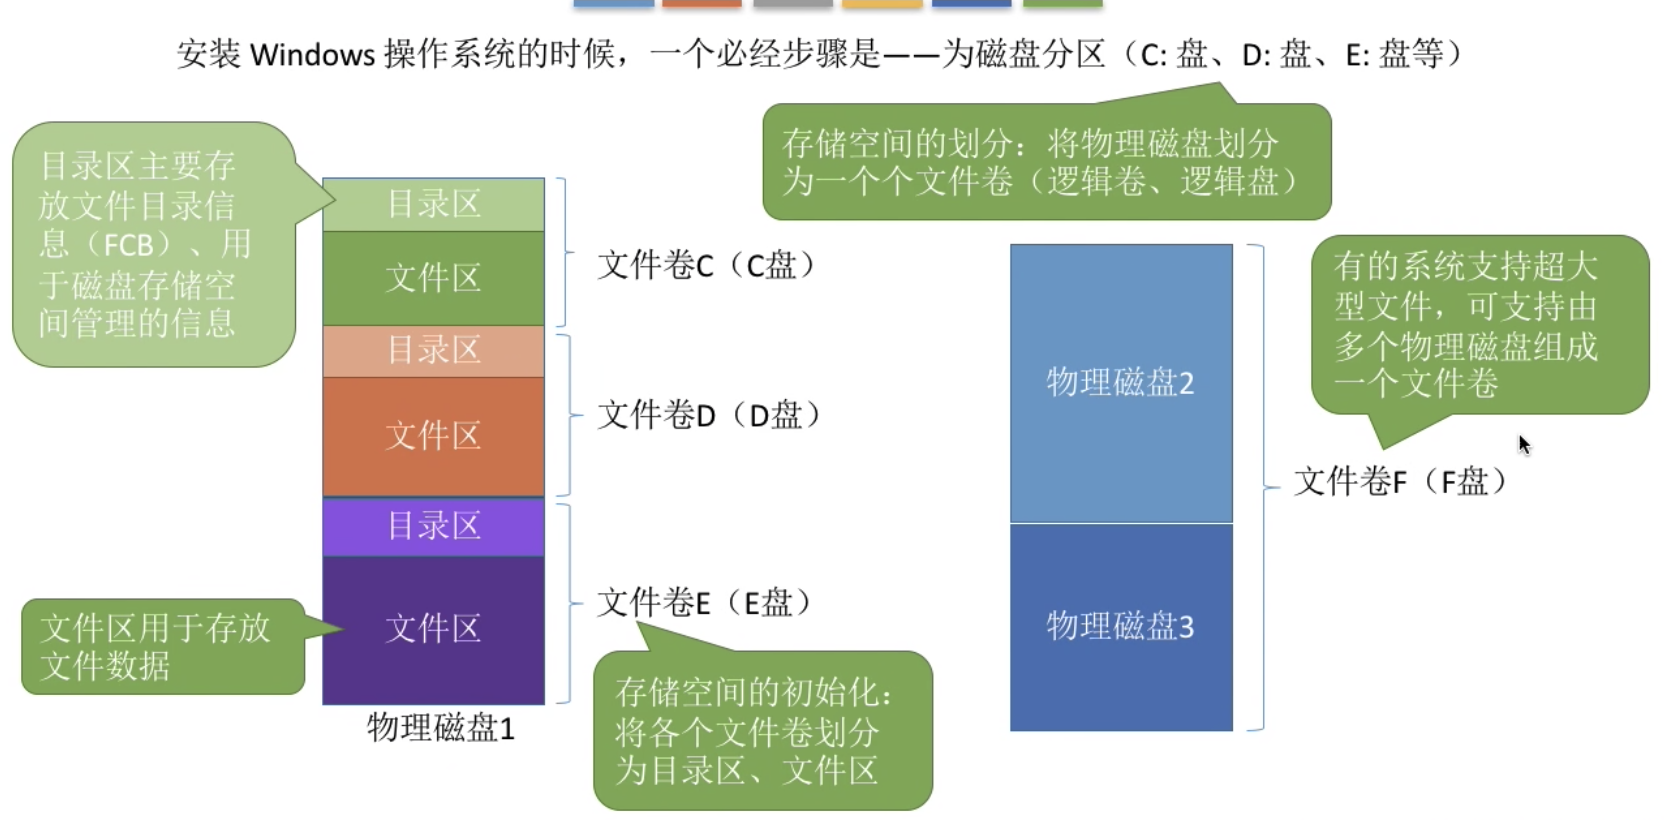 安装 Windows 操作系统的时候，一个必经步骤是——为磁盘分区（C: 盘、D: 盘、E: 盘等）
存储空间的划分：将物理磁盘划分
为一个个文件卷（逻辑卷、逻辑盘）
目录区主要存
放文件目录信
息（FCB）、用
于磁盘存储空
间管理的信息
目录区
文件区
文件卷C（C盘）
目录区
文件区
文件卷D（D盘）
目录区
文件区
文件卷E（E盘）
文件区用于存放
文件数据
物理磁盘1
存储空间的初始化：
将各个文件卷划分
为目录区、文件区
物理磁盘2
物理磁盘3
有的系统支持超大
型文件，可支持由
多个物理磁盘组成
一个文件卷
文件卷F（F盘）